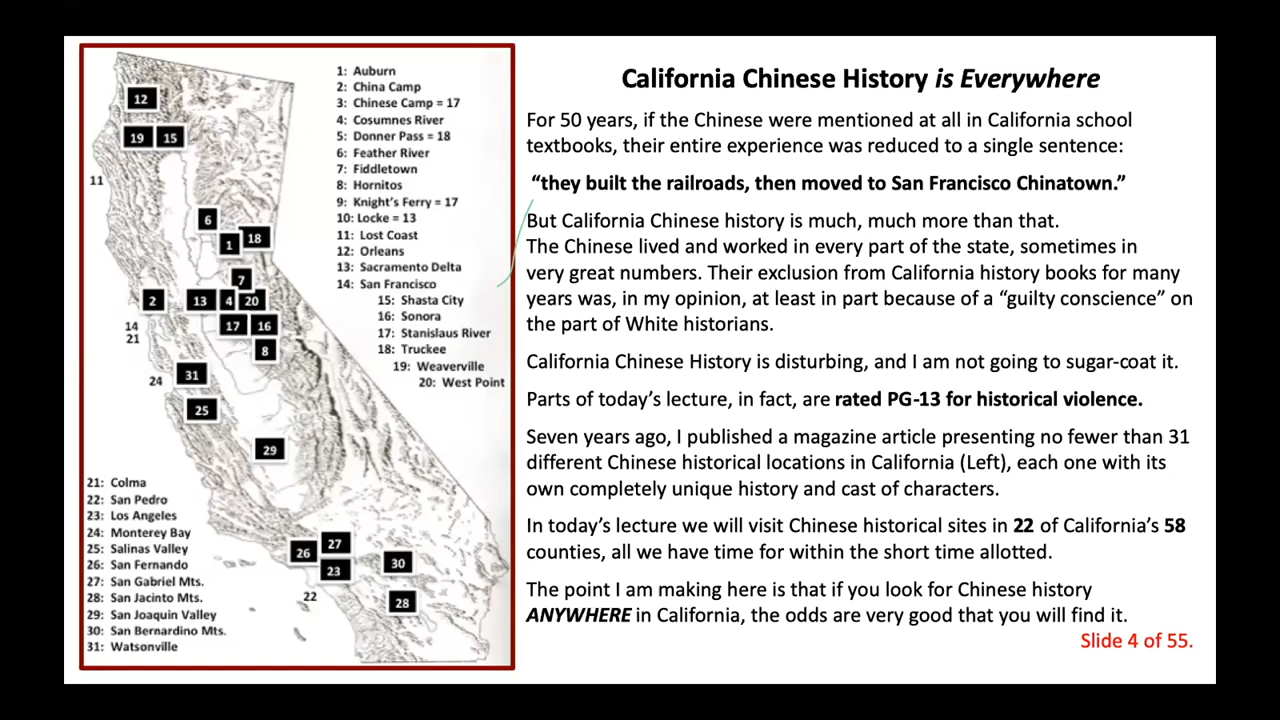 12
19 15
11
6
1 18
7
2 13 4 20
14
21
17 16
8
24 31
25
29
26 27
23
30
22
28
1: Auburn
2: China Camp
3: Chinese Camp = 17
4: Cosumnes River
5: Donner Pass = 18
6: Feather River
7: Fiddletown
8: Hornitos
9: Knight's Ferry = 17
10: Locke = 13
11: Lost Coast
12: Orleans
13: Sacramento Delta
14: San Francisco
15: Shasta City
16: Sonora
17: Stanislaus River
18: Truckee
19: Weaverville
20: West Point
21: Colma
22: San Pedro
23: Los Angeles
24: Monterey Bay
25: Salinas Valley
26: San Fernando
27: San Gabriel Mts.
28: San Jacinto Mts.
29: San Joaquin Valley
30: San Bernardino Mts.
31: Watsonville
California Chinese History is Everywhere
For 50 years, if the Chinese were mentioned at all in California school
textbooks, their entire experience was reduced to a single sentence:
“they built the railroads, then moved to San Francisco Chinatown.”
But California Chinese history is much, much more than that.
The Chinese lived and worked in every part of the state, sometimes in
very great numbers. Their exclusion from California history books for many
years was, in my opinion, at least in part because of a “guilty conscience” on
the part of White historians.
California Chinese History is disturbing, and I am not going to sugar-coat it.
Parts of today’s lecture, in fact, are rated PG-13 for historical violence.
Seven years ago, I published a magazine article presenting no fewer than 31
different Chinese historical locations in California (Left), each one with its
own completely unique history and cast of characters.
In today’s lecture we will visit Chinese historical sites in 22 of California’s 58
counties, all we have time for within the short time allotted.
The point I am making here is that if you look for Chinese history
ANYWHERE in California, the odds are very good that you will find it.
Slide 4 of 55.